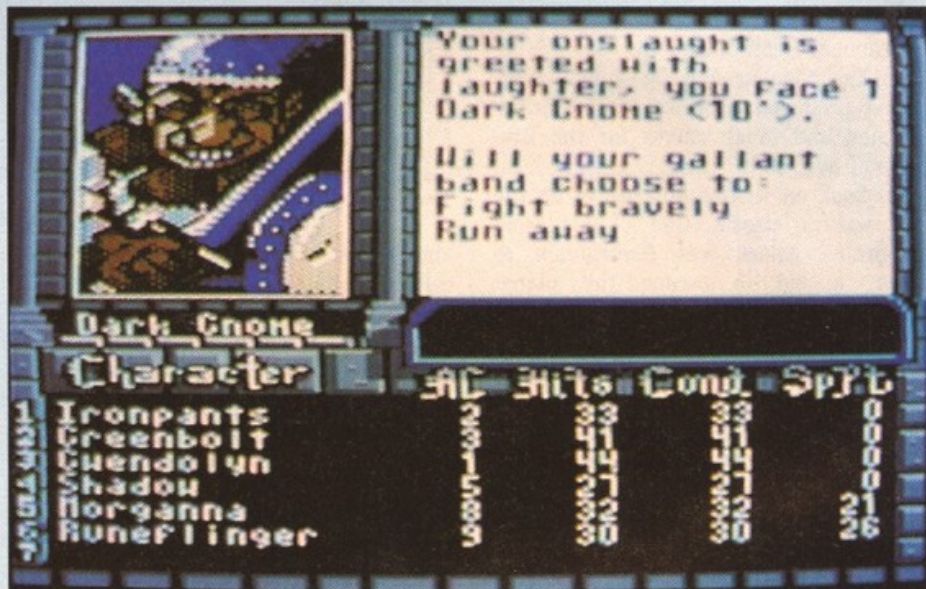 Your onslaught is
greeted with
laughter, you face 1
Dark Gnome <10'>.
Will your gallant
band choose to:
Fight bravely
Run away
Dark Gnome
Character AC Hits Cond SpPt
1 Ironpants 2 33 33 0
2 Greenbolt 3 41 41 0
3 Gwendolyn 1 44 44 0
4 Shadow 5 27 27 0
5 Morganna 8 32 32 21
6 Runeflinger 9 30 30 26